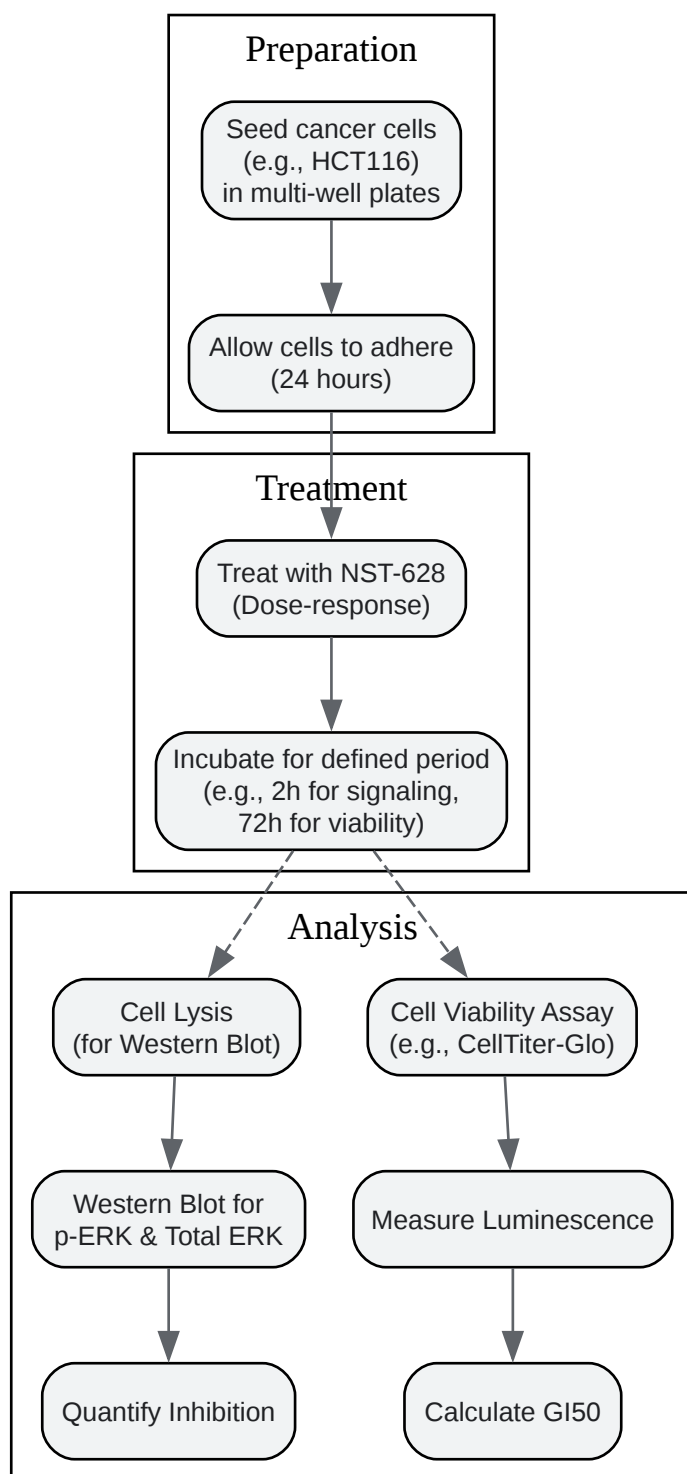 Preparation
Seed cancer cells
(e.g., HCT116)
in multi-well plates
Allow cells to adhere
(24 hours)
Treatment
Treat with NST-628
(Dose-response)
Incubate for defined period
(e.g., 2h for signaling,
72h for viability)
Analysis
Cell Lysis
(for Western Blot)
Cell Viability Assay
(e.g., CellTiter-Glo)
Western Blot for
p-ERK & Total ERK
Measure Luminescence
Quantify Inhibition
Calculate GI50